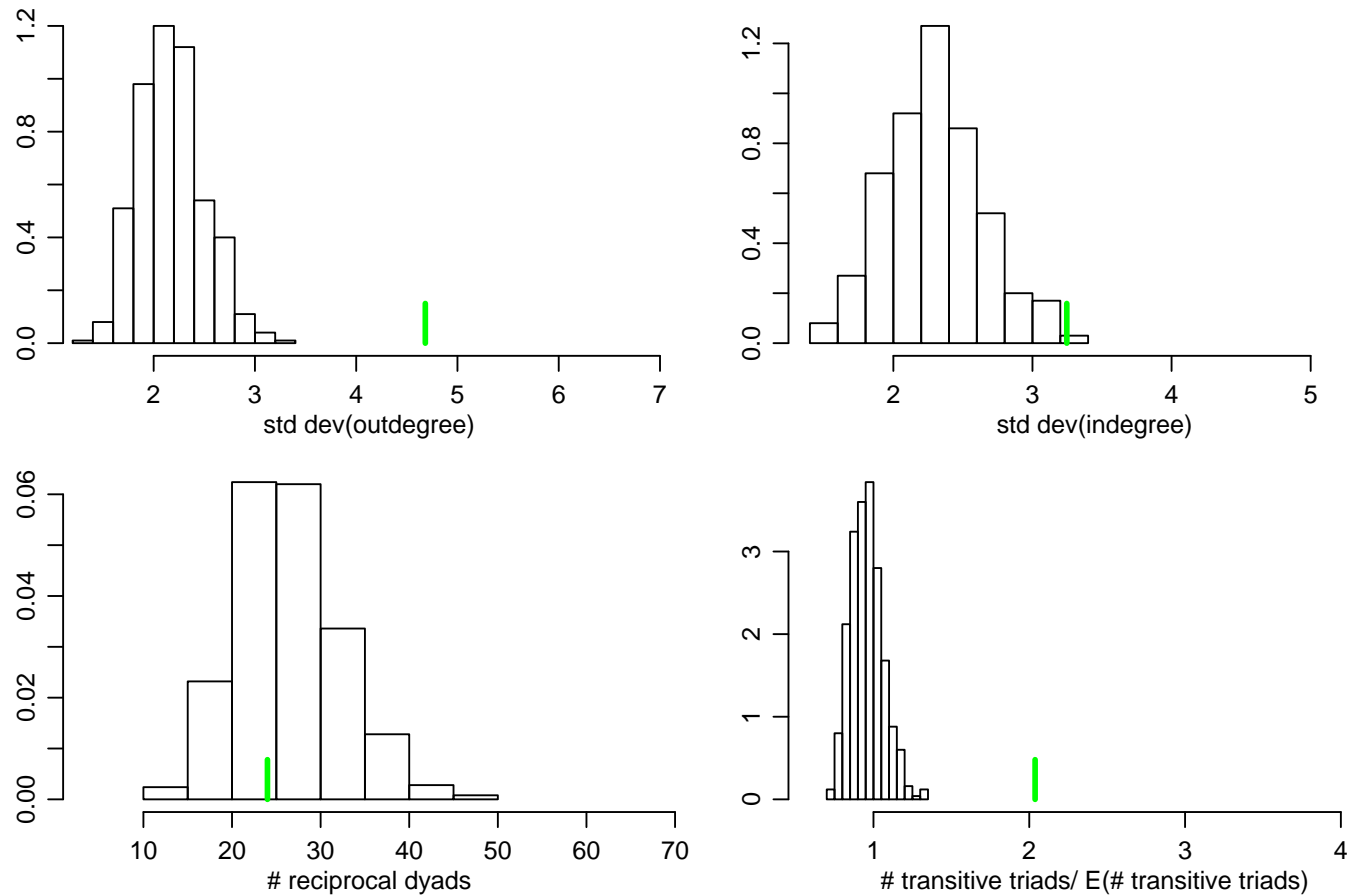 0.0 0.4 0.8 1.2
2 3 4 5 6 7
std dev(outdegree)
0.0 0.4 0.8 1.2
2 3 4 5
std dev(indegree)
0.00 0.02 0.04 0.06
10 20 30 40 50 60 70
# reciprocal dyads
0 1 2 3
1 2 3 4
# transitive triads/ E(# transitive triads)